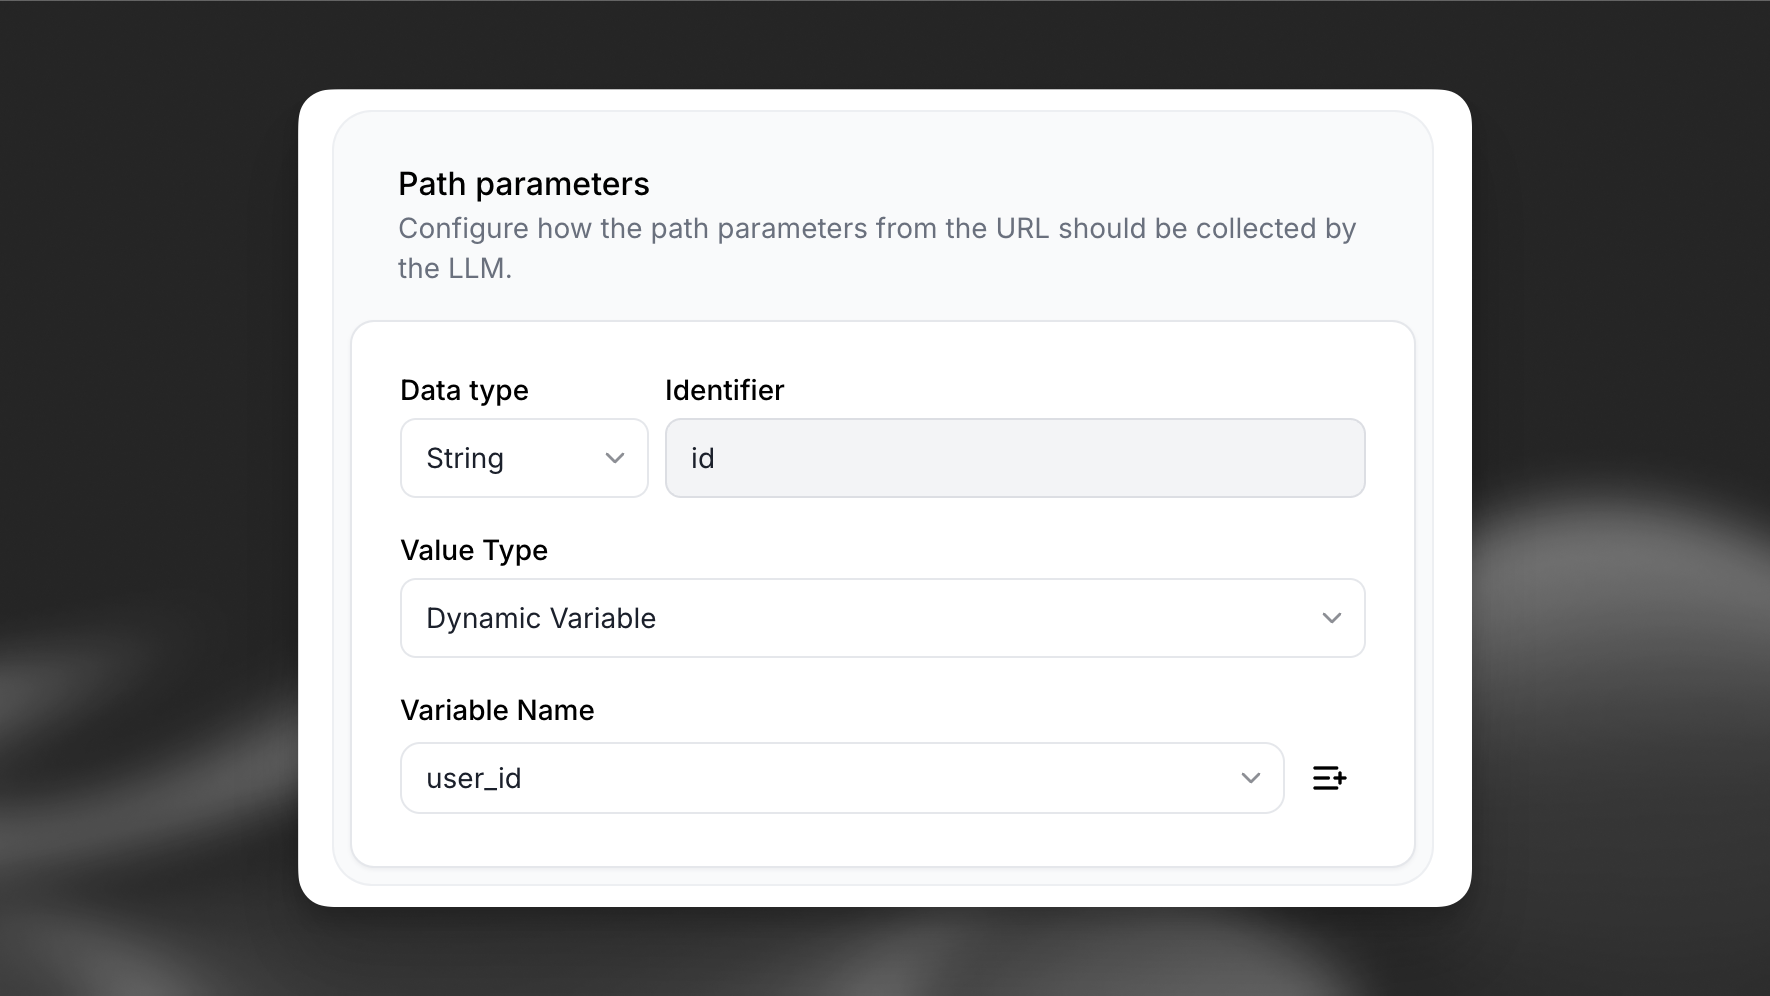 Path parameters
Configure how the path parameters from the URL should be collected by
the LLM.
Data type
Identifier
String
id
Value Type
Dynamic Variable
Variable Name
user_id